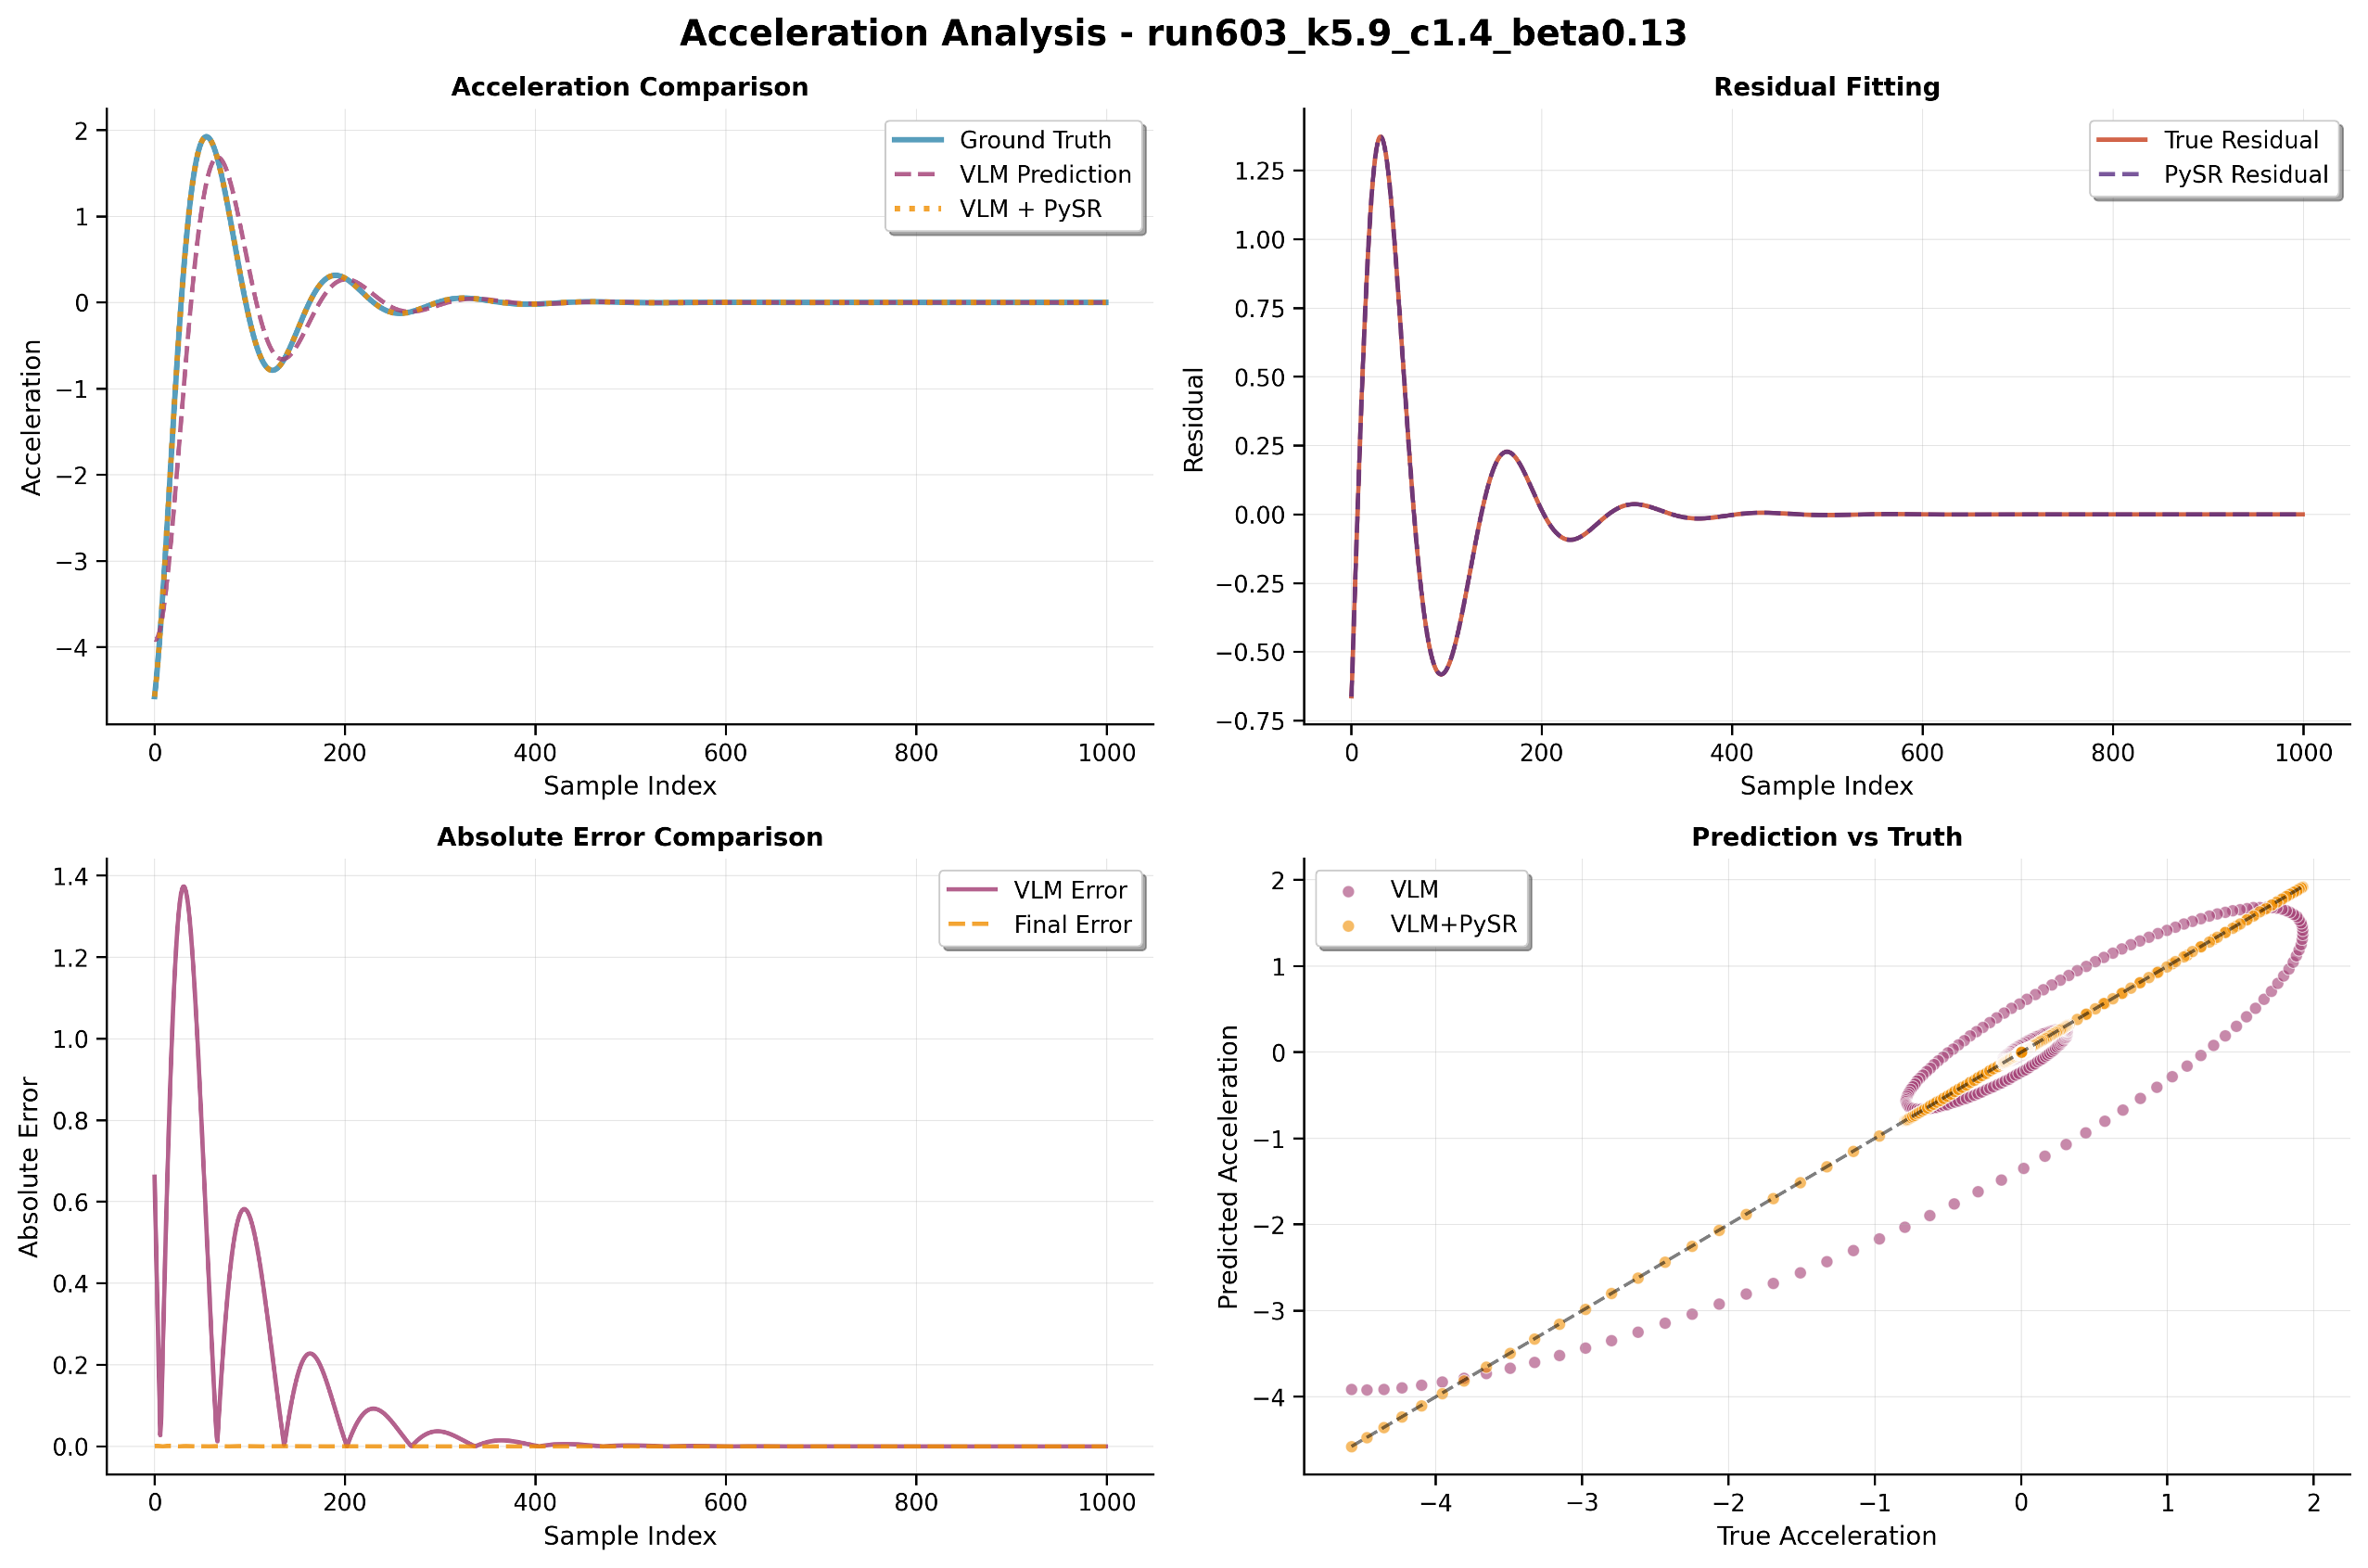 Acceleration Analysis - run603_k5.9_c1.4_beta0.13
Acceleration Comparison
Ground Truth
VLM Prediction
VLM + PySR
2
1
0
−1
−2
−3
−4
Acceleration
0 200 400 600 800 1000
Sample Index
Residual Fitting
True Residual
PySR Residual
1.25
1.00
0.75
0.50
0.25
0.00
−0.25
−0.50
−0.75
Residual
0 200 400 600 800 1000
Sample Index
Absolute Error Comparison
VLM Error
Final Error
1.4
1.2
1.0
0.8
0.6
0.4
0.2
0.0
Absolute Error
0 200 400 600 800 1000
Sample Index
Prediction vs Truth
VLM
VLM+PySR
2
1
0
−1
−2
−3
−4
Predicted Acceleration
−4 −3 −2 −1 0 1 2
True Acceleration